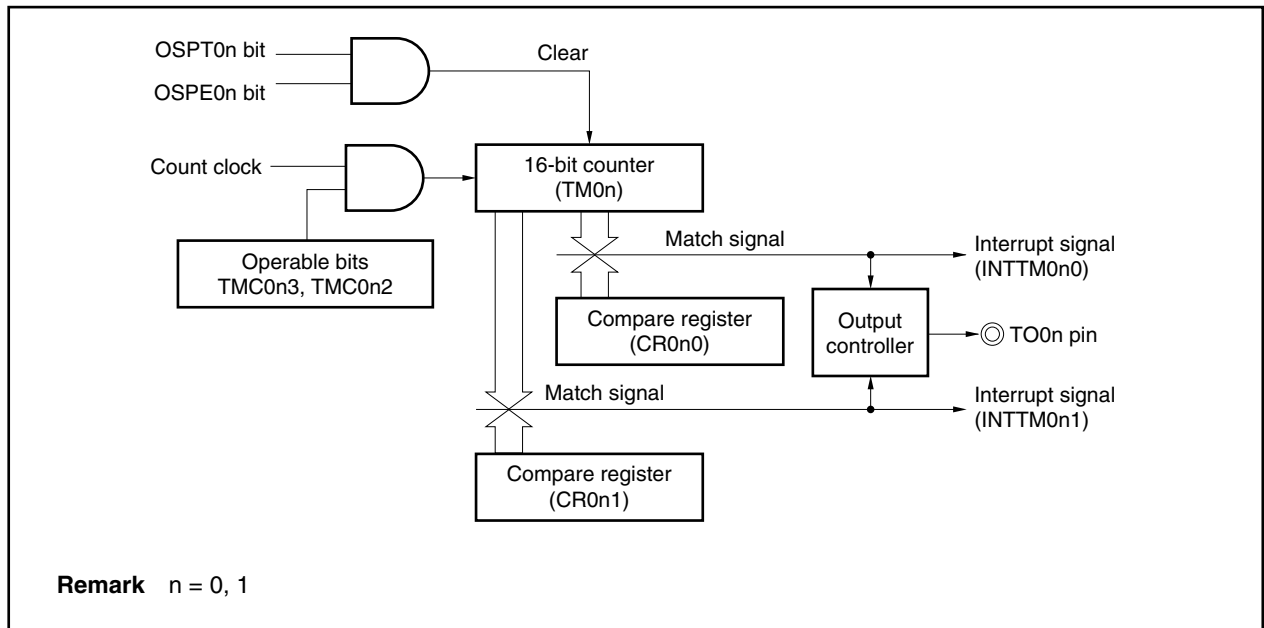 OSPT0n bit
OSPE0n bit
Clear
Count clock
16-bit counter
(TM0n)
Operable bits
TMC0n3, TMC0n2
Match signal
Interrupt signal
(INTTM0n0)
Compare register
(CR0n0)
Output
controller
TO0n pin
Match signal
Interrupt signal
(INTTM0n1)
Compare register
(CR0n1)
Remark n = 0, 1